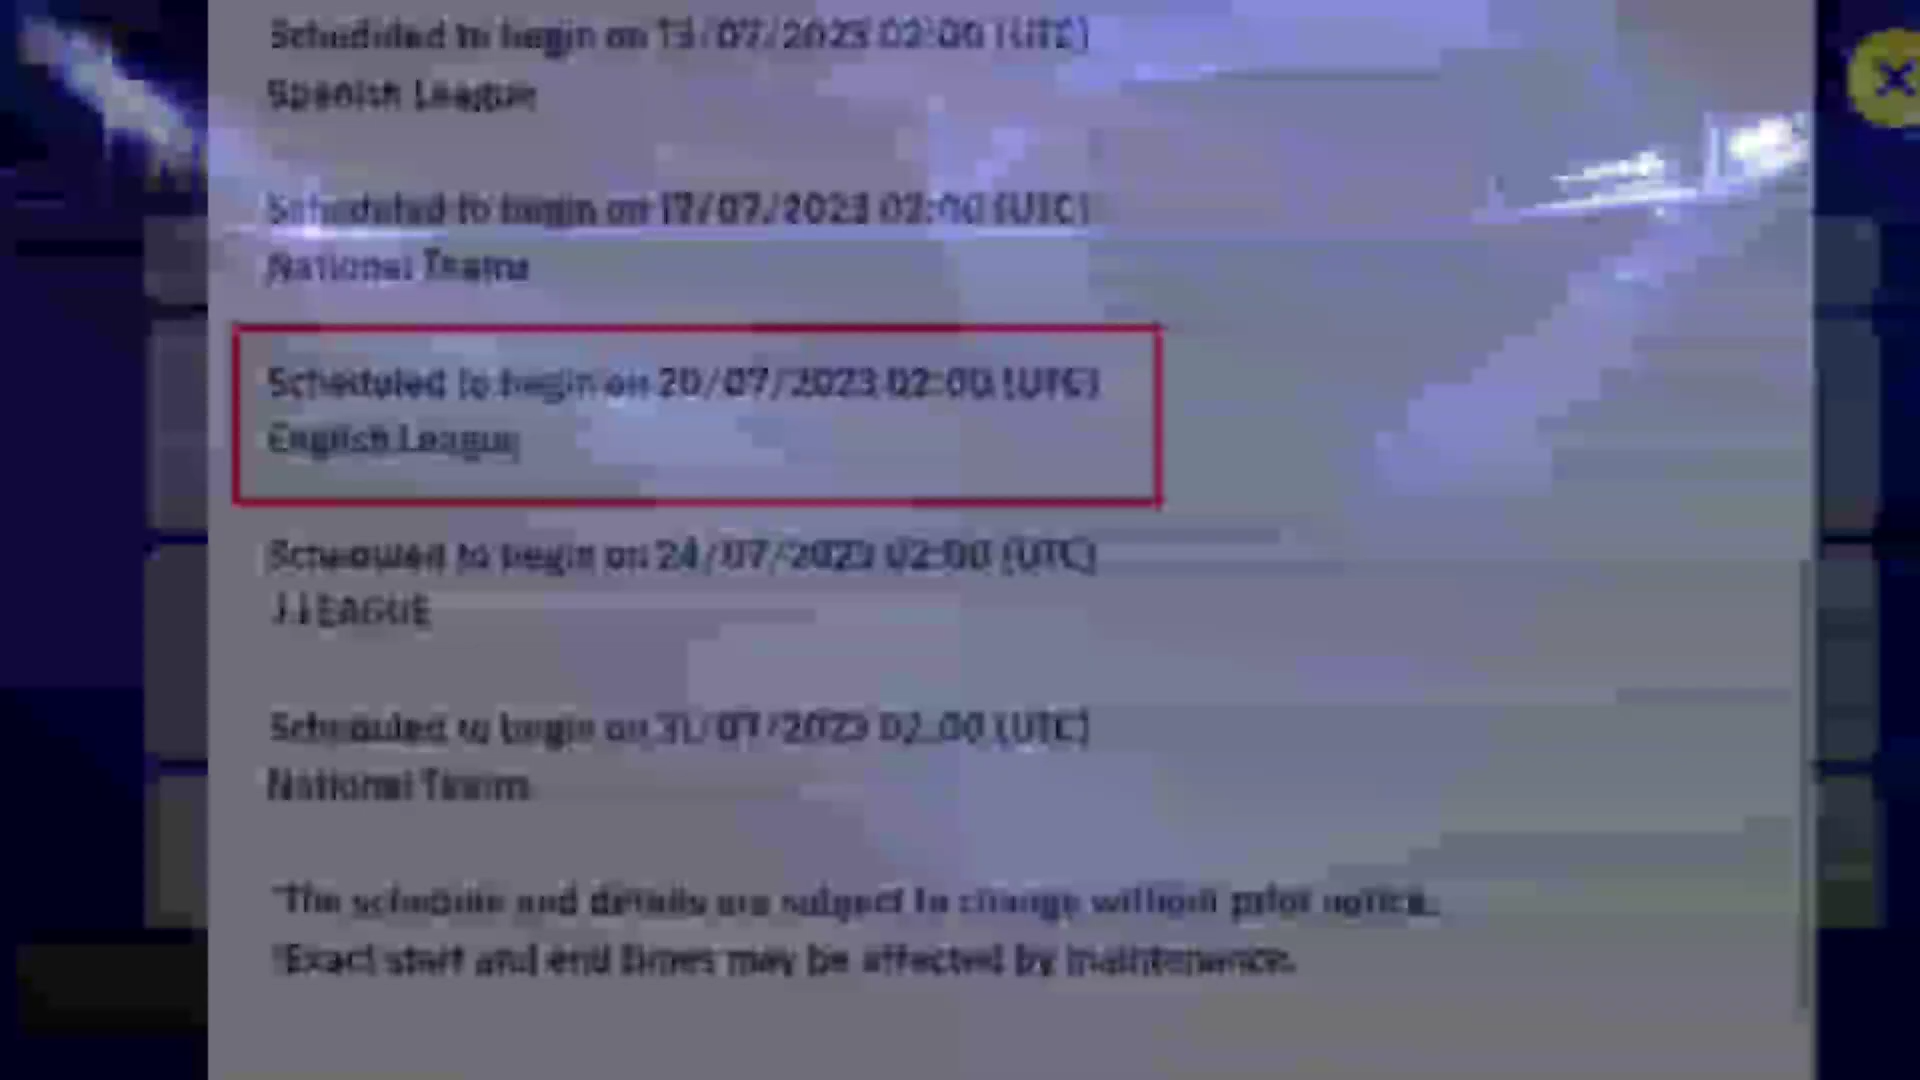 Scheduled to begin on 13/07/2023 02:00 (UTC)
Spanish League
Scheduled to begin on 17/07/2023 02:00 (UTC)
National Teams
Scheduled to begin on 20/07/2023 02:00 (UTC)
English League
Scheduled to begin on 24/07/2023 02:00 (UTC)
J.LEAGUE
Scheduled to begin on 31/07/2023 02:00 (UTC)
National Teams
*The schedule and details are subject to change without prior notice.
*Exact start and end times may be affected by maintenance.